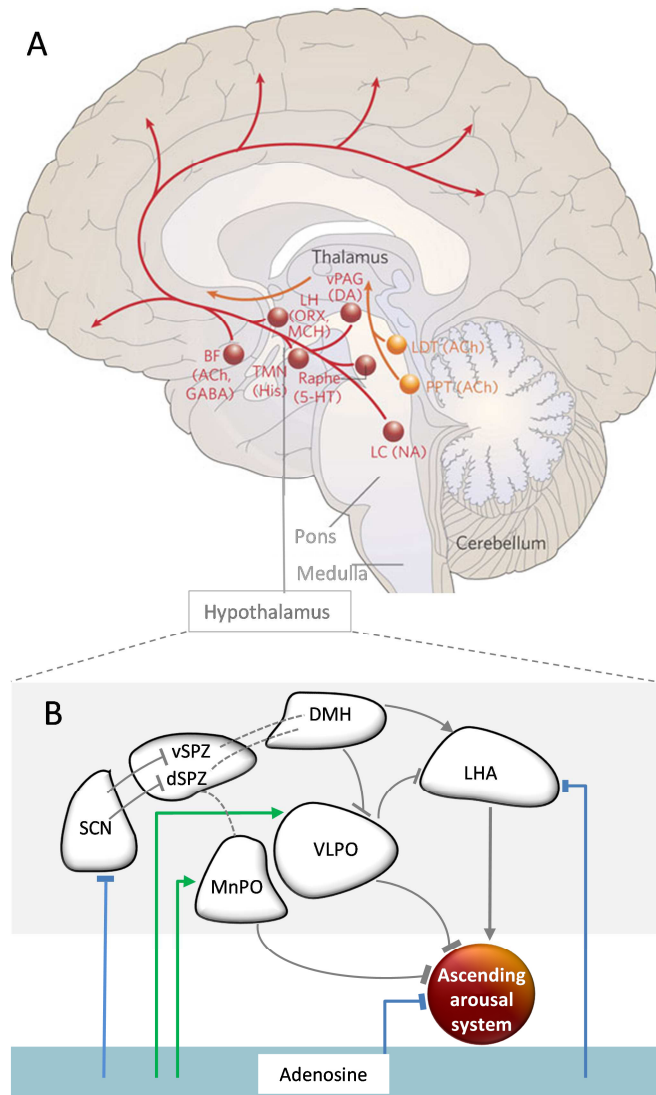 A
Thalamus
vPAG
(DA)
LH
(ORX,
MCH)
BF
(ACh,
GABA)
TMN
(His)
Raphe
(5-HT)
LDT (ACh)
PPT (ACh)
LC (NA)
Pons
Medulla
Cerebellum
Hypothalamus
B
DMH
vSPZ
dSPZ
LHA
SCN
VLPO
MnPO
Ascending
arousal
system
Adenosine